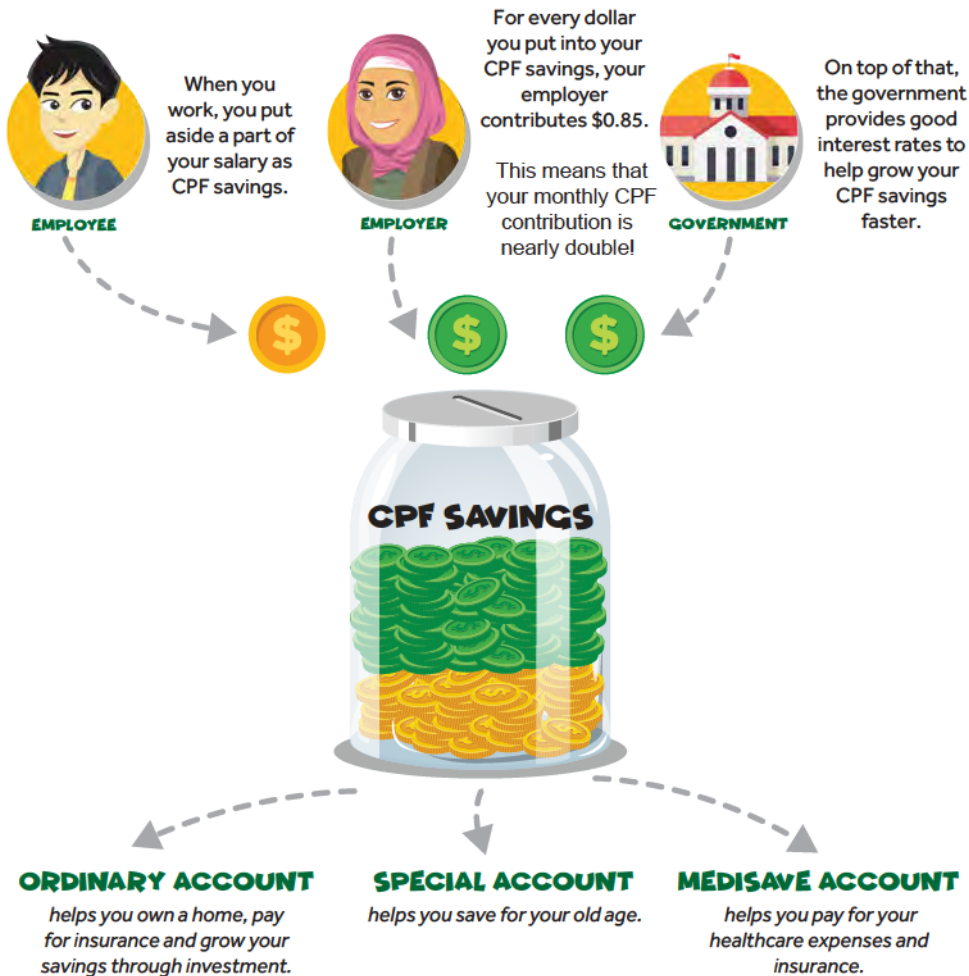 When you
work, you put
aside a part of
your salary as
CPF savings.
EMPLOYEE
For every dollar
you put into your
CPF savings, your
employer
contributes $0.85.
This means that
your monthly CPF
contribution is
nearly double!
EMPLOYER
On top of that,
the government
provides good
interest rates to
help grow your
CPF savings
faster.
GOVERNMENT
$
$
$
CPF SAVINGS
ORDINARY ACCOUNT
helps you own a home, pay
for insurance and grow your
savings through investment.
SPECIAL ACCOUNT
helps you save for your old age.
MEDISAVE ACCOUNT
helps you pay for your
healthcare expenses and
insurance.